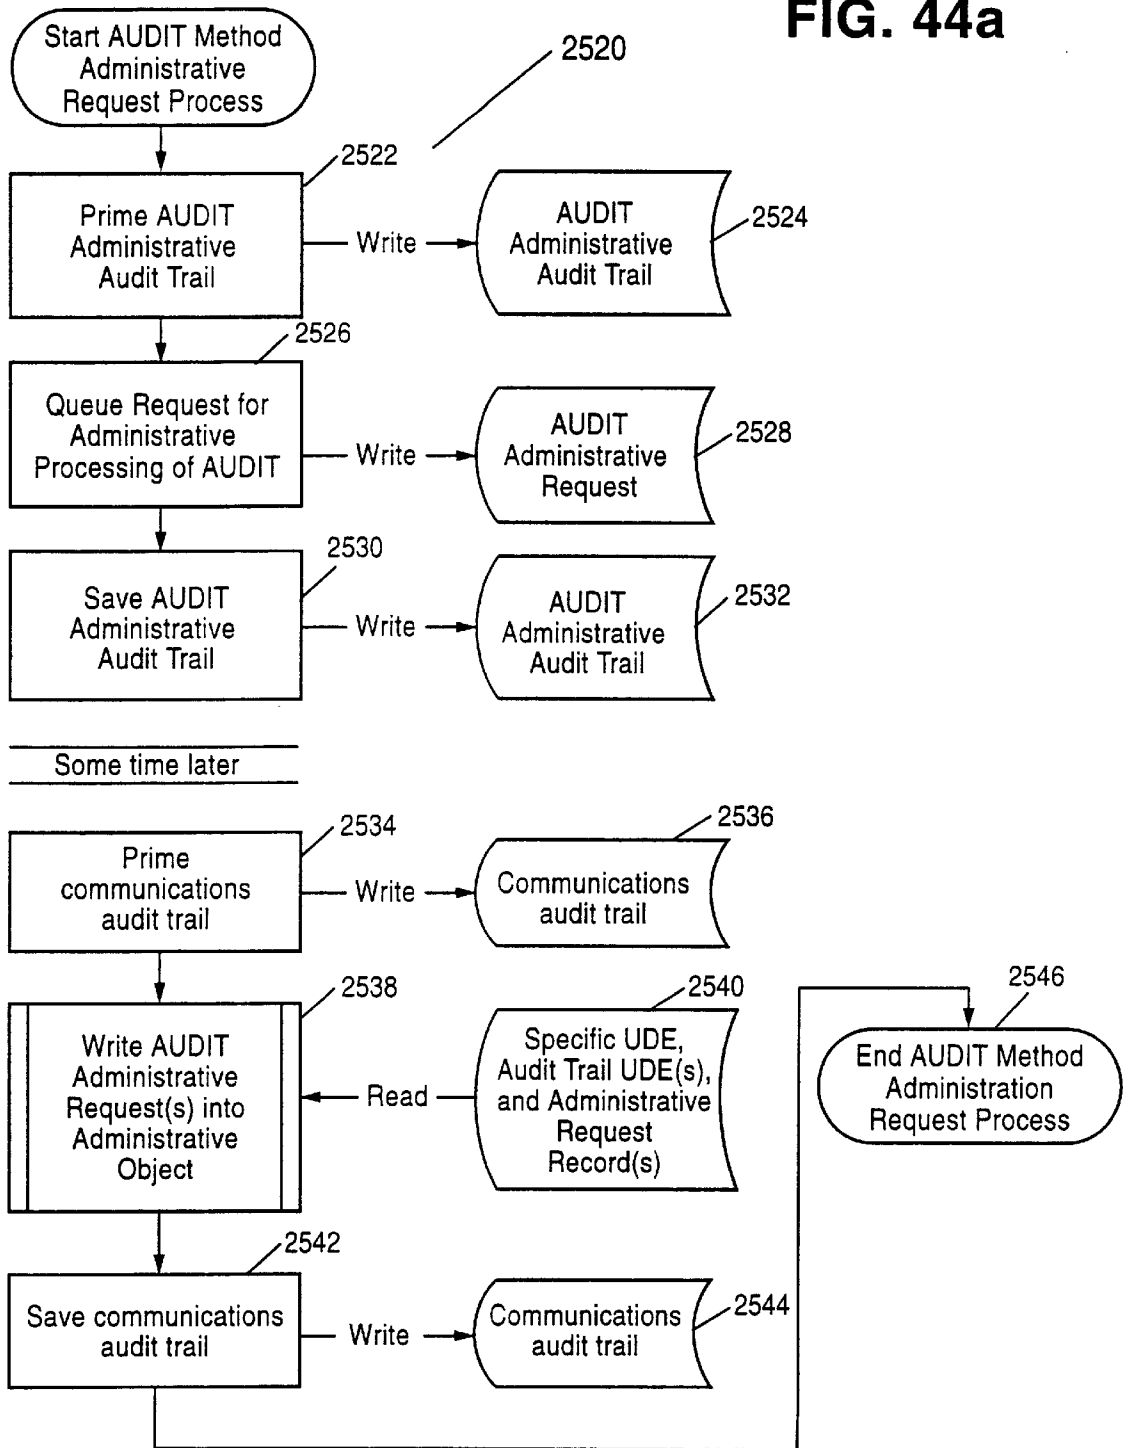 FIG. 44a
Start AUDIT Method
Administrative
Request Process
2520
2522
Prime AUDIT
Administrative
Audit Trail
Write
AUDIT
Administrative
Audit Trail
2524
2526
Queue Request for
Administrative
Processing of AUDIT
Write
AUDIT
Administrative
Request
2528
2530
Save AUDIT
Administrative
Audit Trail
Write
AUDIT
Administrative
Audit Trail
2532
Some time later
2534
Prime
communications
audit trail
Write
2536
Communications
audit trail
2538
Write AUDIT
Administrative
Request(s) into
Administrative
Object
Read
2540
Specific UDE,
Audit Trail UDE(s),
and Administrative
Request
Record(s)
2542
Save communications
audit trail
Write
Communications
audit trail
2544
2546
End AUDIT Method
Administration
Request Process